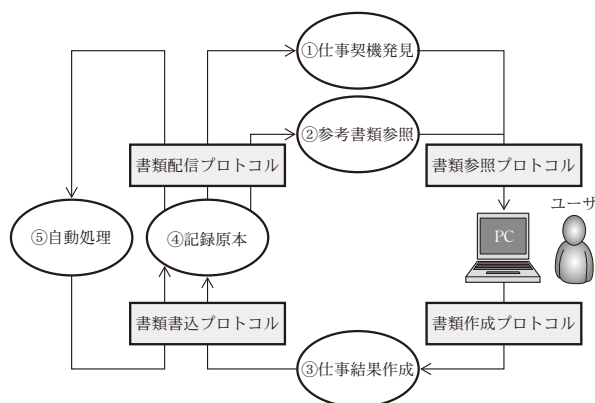 ①仕事契機発見
②参考書類参照
書類配信プロトコル
書類参照プロトコル
ユーザ
PC
⑤自動処理
④記録原本
書類書込プロトコル
書類作成プロトコル
③仕事結果作成